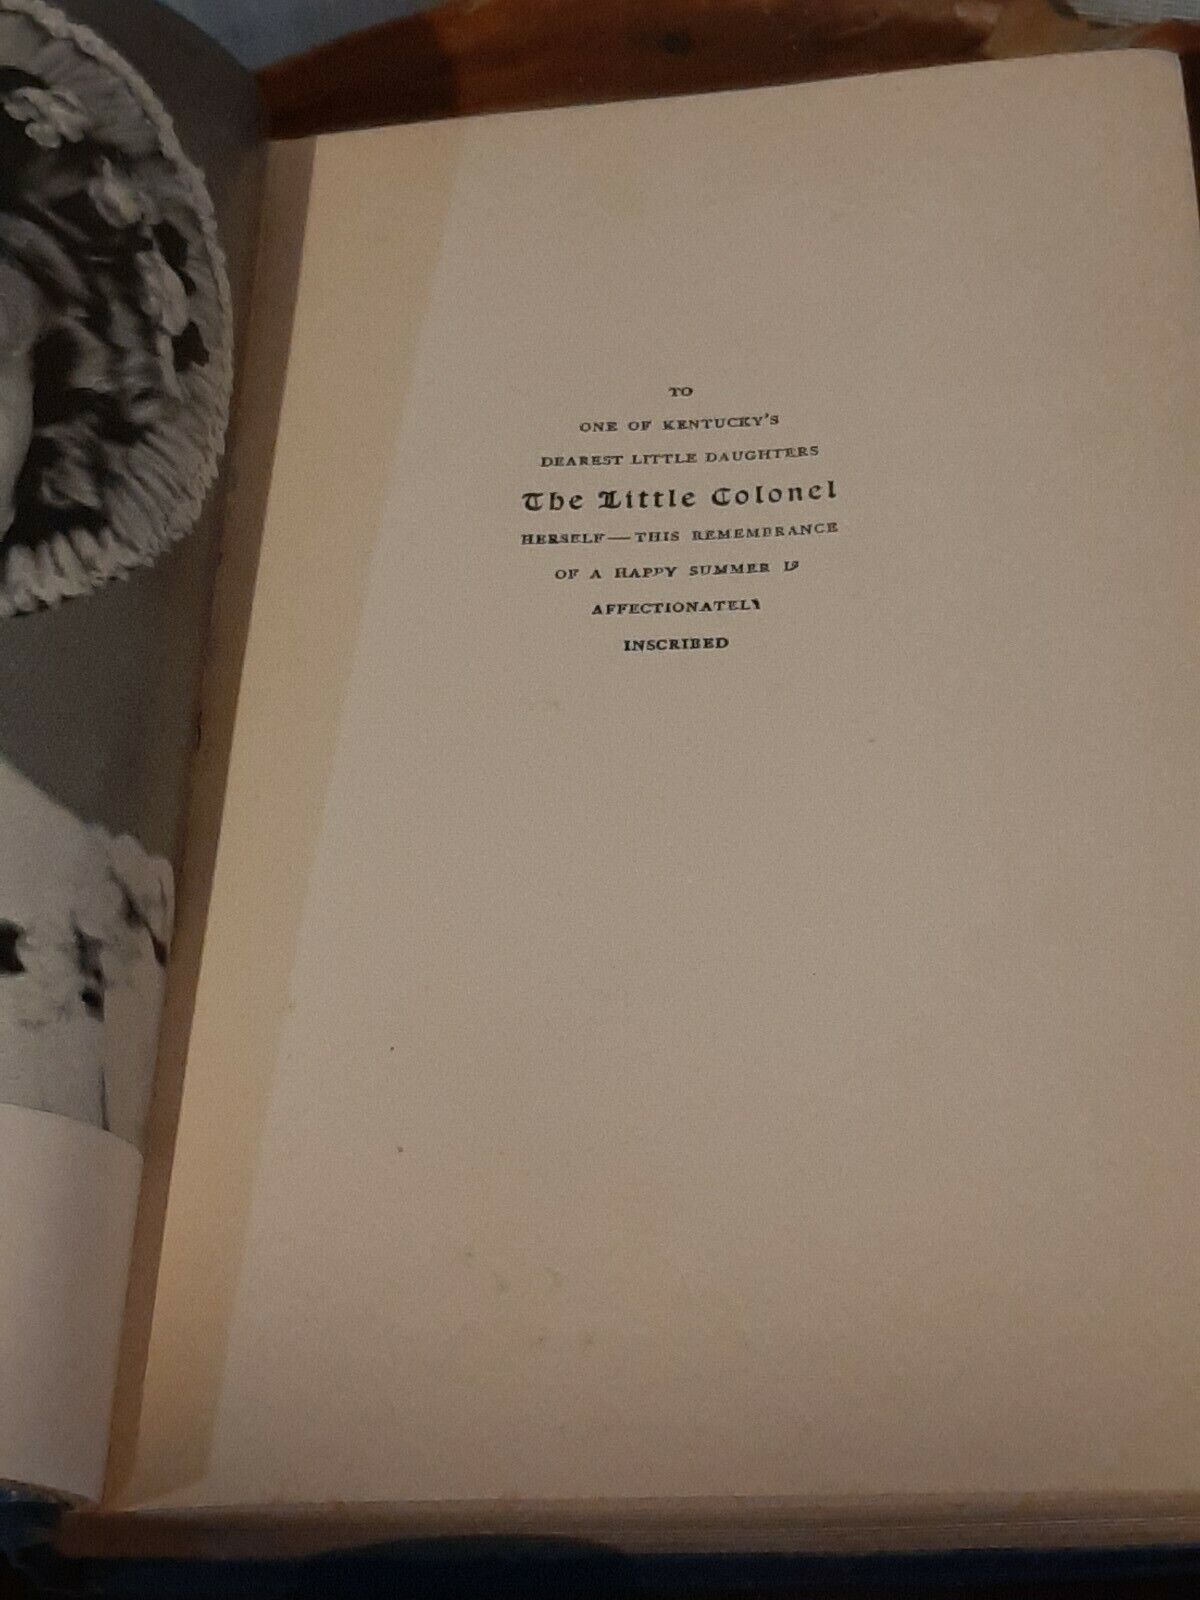 TO
ONE OF KENTUCKY'S
DEAREST LITTLE DAUGHTERS
The Little Colonel
HERSELF—THIS REMEMBRANCE
OF A HAPPY SUMMER IS
AFFECTIONATELY
INSCRIBED